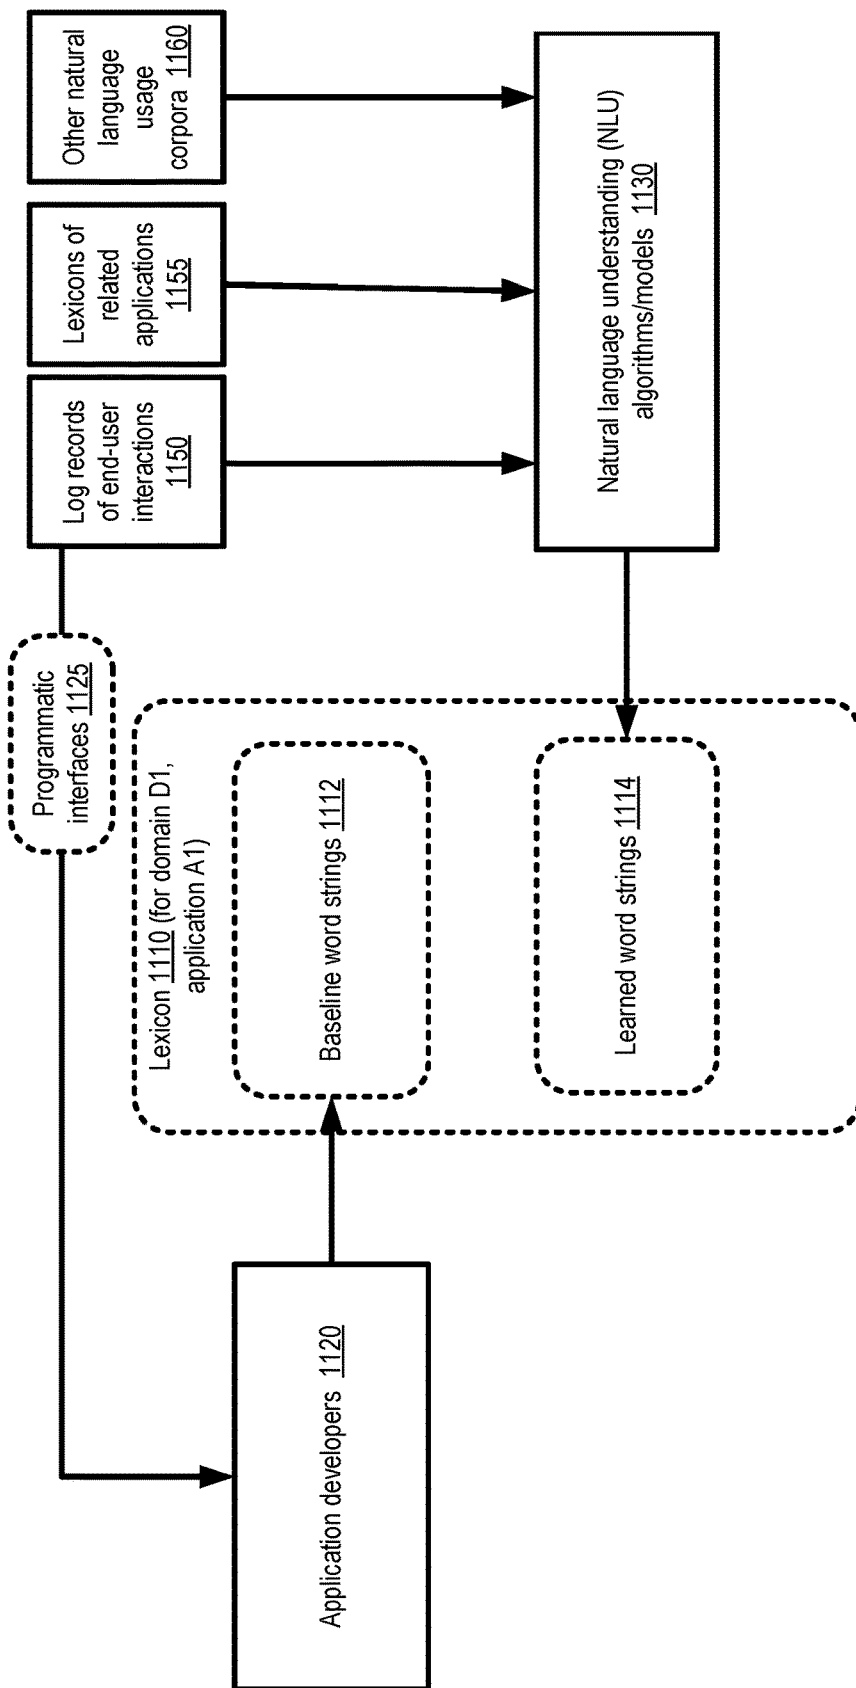 Programmatic
interfaces 1125
Log records
of end-user
interactions
1150
Lexicons of
related
applications
1155
Other natural
language
usage
corpora 1160
Lexicon 1110 (for domain D1,
application A1)
Application developers 1120
Baseline word strings 1112
Learned word strings 1114
Natural language understanding (NLU)
algorithms/models 1130